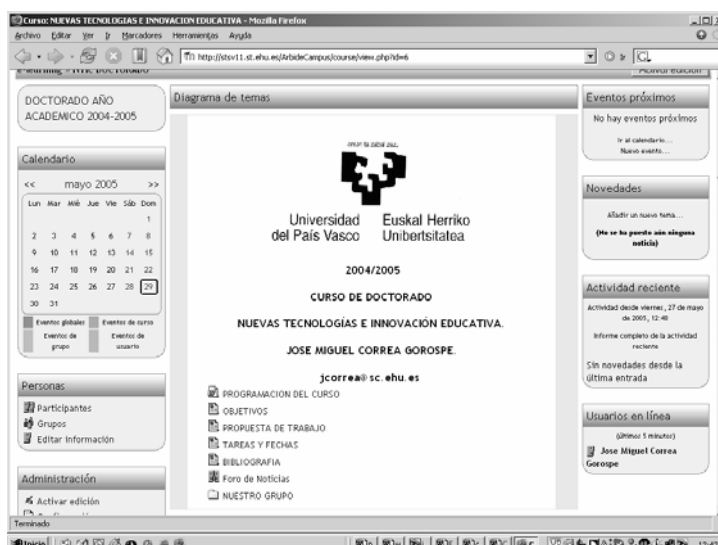 Curso: NUEVAS TECNOLOGIAS E INNOVACION EDUCATIVA - Mozilla Firefox
Archivo Editar Ver Ir Marcadores Herramientas Ayuda
http://stsv11.st.ehu.es/ArbideCampus/course/view.php?id=6
Activar edición
DOCTORADO AÑO
ACADEMICO 2004-2005
Calendario
<< mayo 2005 >>
Lun Mar Mié Jue Vie Sáb Dom
1
2 3 4 5 6 7 8
9 10 11 12 13 14 15
16 17 18 19 20 21 22
23 24 25 26 27 28 29
30 31
Eventos globales Eventos de curso
Eventos de grupo Eventos de usuario
Personas
Participantes
Grupos
Editar información
Administración
Activar edición
Diagrama de temas
Universidad del País Vasco
Euskal Herriko Unibertsitatea
2004/2005
CURSO DE DOCTORADO
NUEVAS TECNOLOGÍAS E INNOVACIÓN EDUCATIVA.
JOSE MIGUEL CORREA GOROSPE.
jcorrea@sc.ehu.es
PROGRAMACION DEL CURSO
OBJETIVOS
PROPUESTA DE TRABAJO
TAREAS Y FECHAS
BIBLIOGRAFIA
Foro de Noticias
NUESTRO GRUPO
Eventos próximos
No hay eventos próximos
Ir al calendario...
Nuevo evento...
Novedades
Añadir un nuevo tema...
(No se ha puesto aún ninguna
noticia)
Actividad reciente
Actividad desde viernes, 27 de mayo
de 2005, 12:48
Informe completo de la actividad
reciente
Sin novedades desde la
última entrada
Usuarios en línea
(últimos 5 minutos)
Jose Miguel Correa
Gorospe
Terminado
Inicio